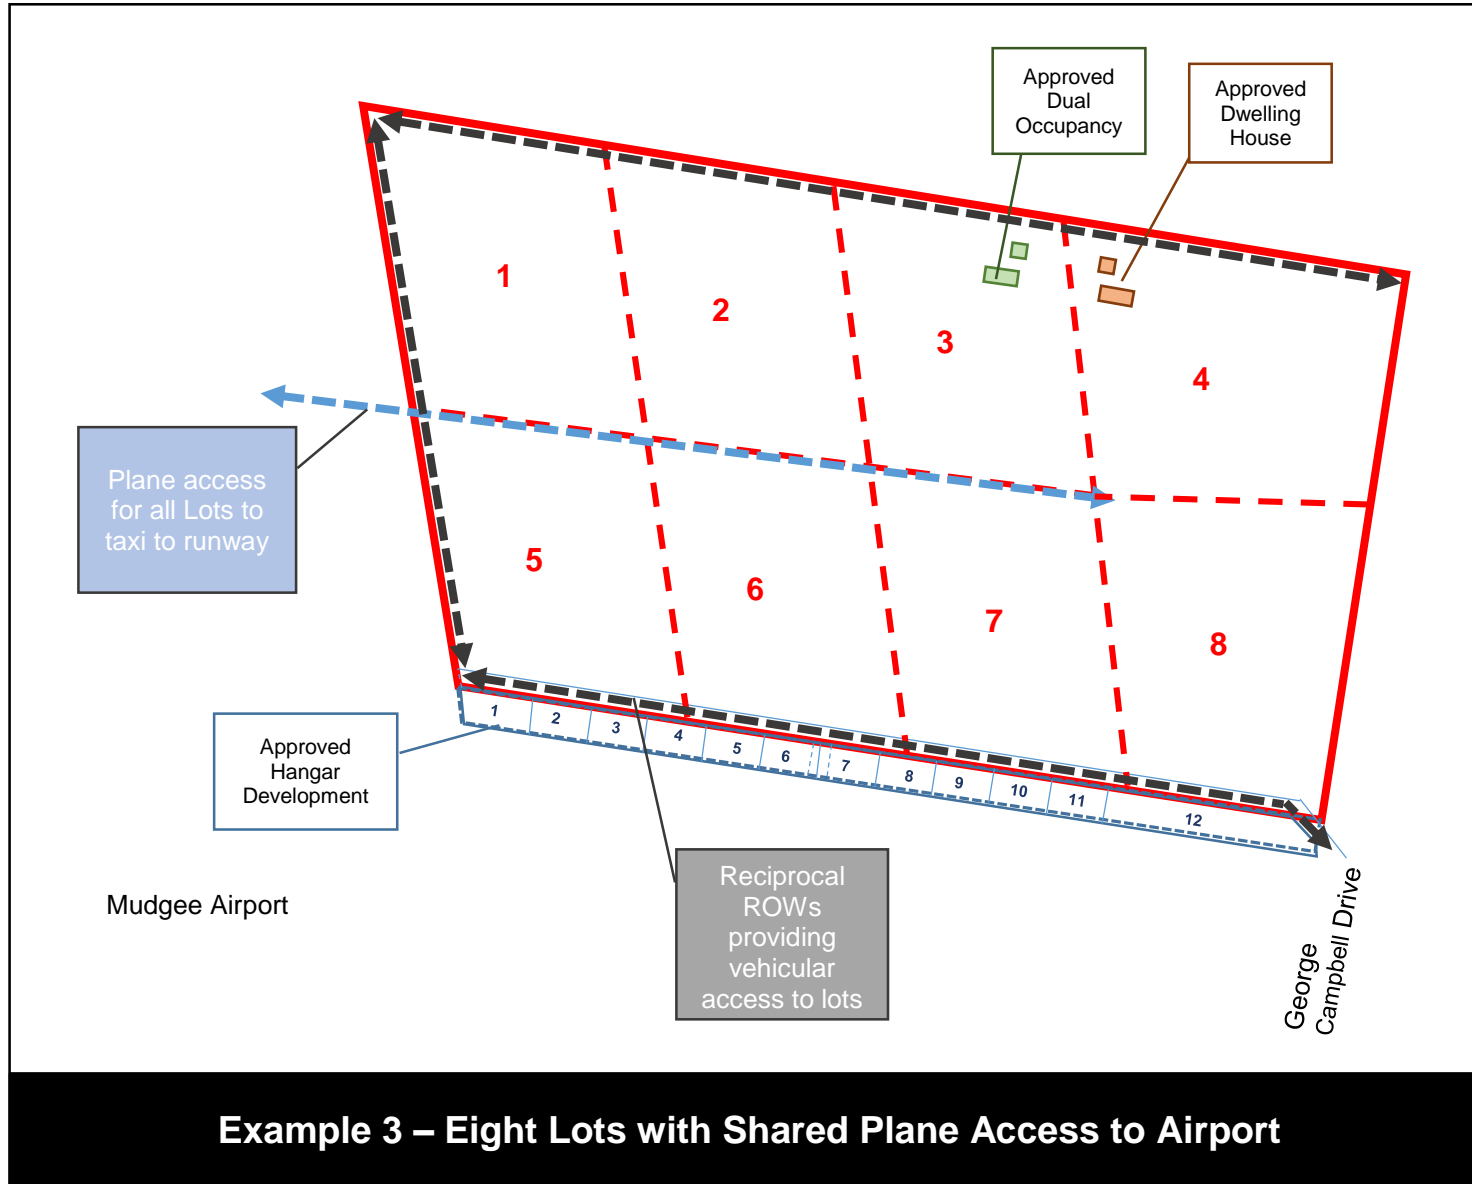 Approved
Dual
Occupancy
Approved
Dwelling
House
1
2
3
4
Plane access
for all Lots to
taxi to runway
5
6
7
8
1
2
3
4
5
6
7
8
9
10
11
12
Approved
Hangar
Development
Reciprocal
ROWs
providing
vehicular
access to lots
Mudgee Airport
George
Campbell Drive
Example 3 – Eight Lots with Shared Plane Access to Airport